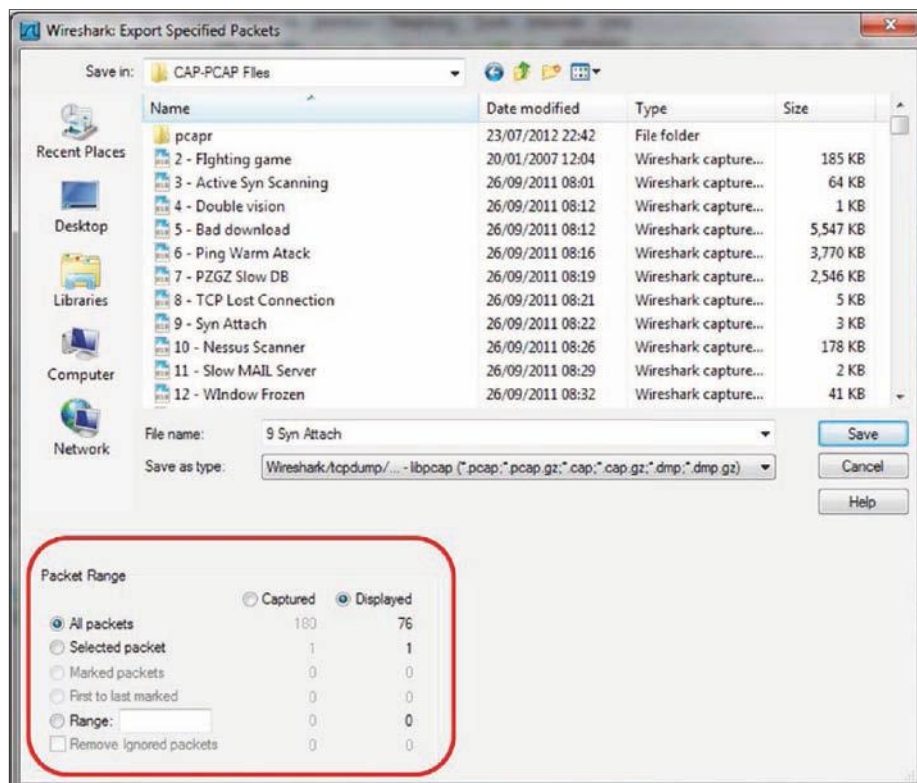 Wireshark: Export Specified Packets
Save in: CAP-PCAP Files
Name Date modified Type Size
pcapr 23/07/2012 22:42 File folder
2 - FIghting game 20/01/2007 12:04 Wireshark capture... 185 KB
3 - Active Syn Scanning 26/09/2011 08:01 Wireshark capture... 64 KB
4 - Double vision 26/09/2011 08:12 Wireshark capture... 1 KB
5 - Bad download 26/09/2011 08:12 Wireshark capture... 5,547 KB
6 - Ping Warm Atack 26/09/2011 08:16 Wireshark capture... 3,770 KB
7 - PZGZ Slow DB 26/09/2011 08:19 Wireshark capture... 2,546 KB
8 - TCP Lost Connection 26/09/2011 08:21 Wireshark capture... 5 KB
9 - Syn Attach 26/09/2011 08:22 Wireshark capture... 3 KB
10 - Nessus Scanner 26/09/2011 08:26 Wireshark capture... 178 KB
11 - Slow MAIL Server 26/09/2011 08:29 Wireshark capture... 2 KB
12 - WIndow Frozen 26/09/2011 08:32 Wireshark capture... 41 KB
Recent Places
Desktop
Libraries
Computer
Network
File name: 9 Syn Attach Save
Save as type: Wireshark/tcpdump/... - libpcap (*.pcap;*.pcap.gz;*.cap;*.cap.gz;*.dmp;*.dmp.gz) Cancel
Help
Packet Range
Captured Displayed
All packets 180 76
Selected packet 1 1
Marked packets 0 0
First to last marked 0 0
Range: 0 0
Remove Ignored packets 0 0